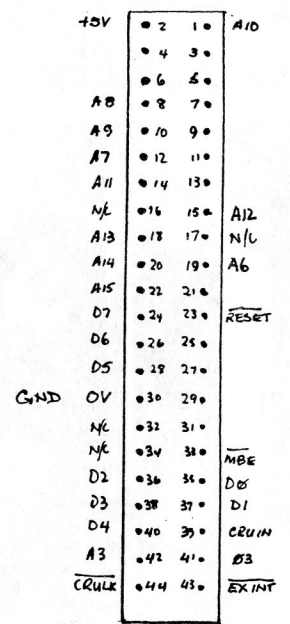 +5V •2 1• A10
•4 3•
•6 5•
A8 •8 7•
A9 •10 9•
A7 •12 11•
A11 •14 13•
N/C •16 15• A12
A13 •18 17• N/C
A14 •20 19• A6
A15 •22 21•
D7 •24 23• RESET
D6 •26 25•
D5 •28 27•
GND 0V •30 29•
N/C •32 31•
N/C •34 33• MBE
D2 •36 35• DØ
D3 •38 37• D1
D4 •40 39• CRUIN
A3 •42 41• Ø3
CRULK •44 43• EXINT